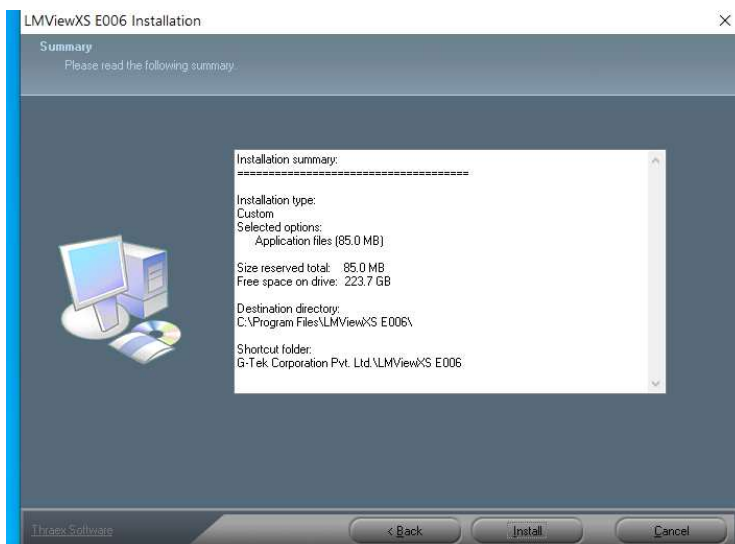 LMViewXS E006 Installation
Summary
Please read the following summary.
Installation summary:
=====================================
Installation type:
Custom
Selected options:
Application files (85.0 MB)
Size reserved total: 85.0 MB
Free space on drive: 223.7 GB
Destination directory:
C:\Program Files\LMViewXS E006\
Shortcut folder:
G-Tek Corporation Pvt. Ltd.\LMViewXS E006
Thraex Software
< Back
Install
Cancel